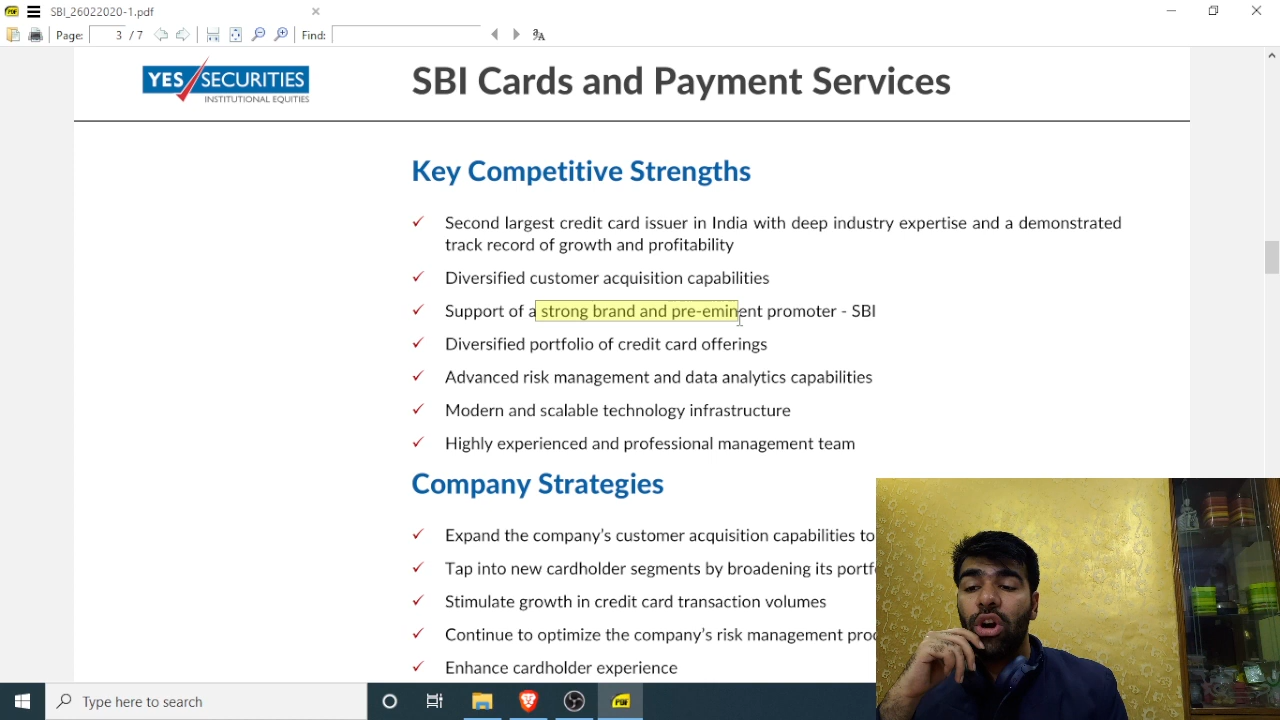 SBI_26022020-1.pdf
Page: 3 / 7 Find:
YES SECURITIES
INSTITUTIONAL EQUITIES
SBI Cards and Payment Services
Key Competitive Strengths
Second largest credit card issuer in India with deep industry expertise and a demonstrated
track record of growth and profitability
Diversified customer acquisition capabilities
Support of a strong brand and pre-eminent promoter - SBI
Diversified portfolio of credit card offerings
Advanced risk management and data analytics capabilities
Modern and scalable technology infrastructure
Highly experienced and professional management team
Company Strategies
Expand the company's customer acquisition capabilities to
Tap into new cardholder segments by broadening its
Stimulate growth in credit card transaction volumes
Continue to optimize the company's risk management
Enhance cardholder experience
Type here to search